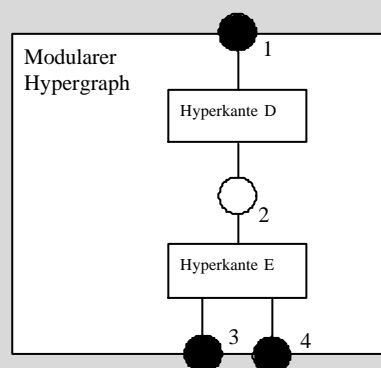 1
Modularer
Hypergraph
Hyperkante D
2
Hyperkante E
3
4